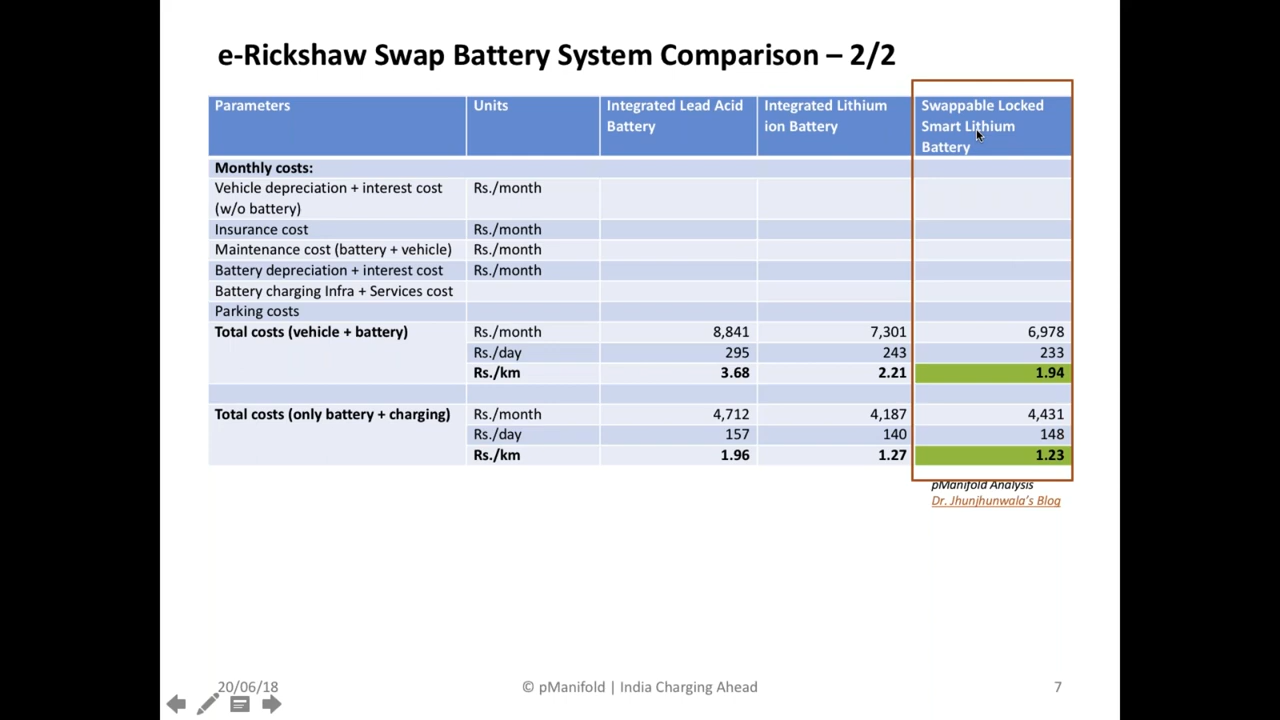 e-Rickshaw Swap Battery System Comparison – 2/2
Parameters Units Integrated Lead Acid Battery Integrated Lithium ion Battery Swappable Locked Smart Lithium Battery
Monthly costs:
Vehicle depreciation + interest cost (w/o battery) Rs./month
Insurance cost Rs./month
Maintenance cost (battery + vehicle) Rs./month
Battery depreciation + interest cost Rs./month
Battery charging Infra + Services cost
Parking costs
Total costs (vehicle + battery) Rs./month 8,841 7,301 6,978
Rs./day 295 243 233
Rs./km 3.68 2.21 1.94
Total costs (only battery + charging) Rs./month 4,712 4,187 4,431
Rs./day 157 140 148
Rs./km 1.96 1.27 1.23
pManifold Analysis
Dr. Jhunjhunwala’s Blog
20/06/18 © pManifold | India Charging Ahead 7